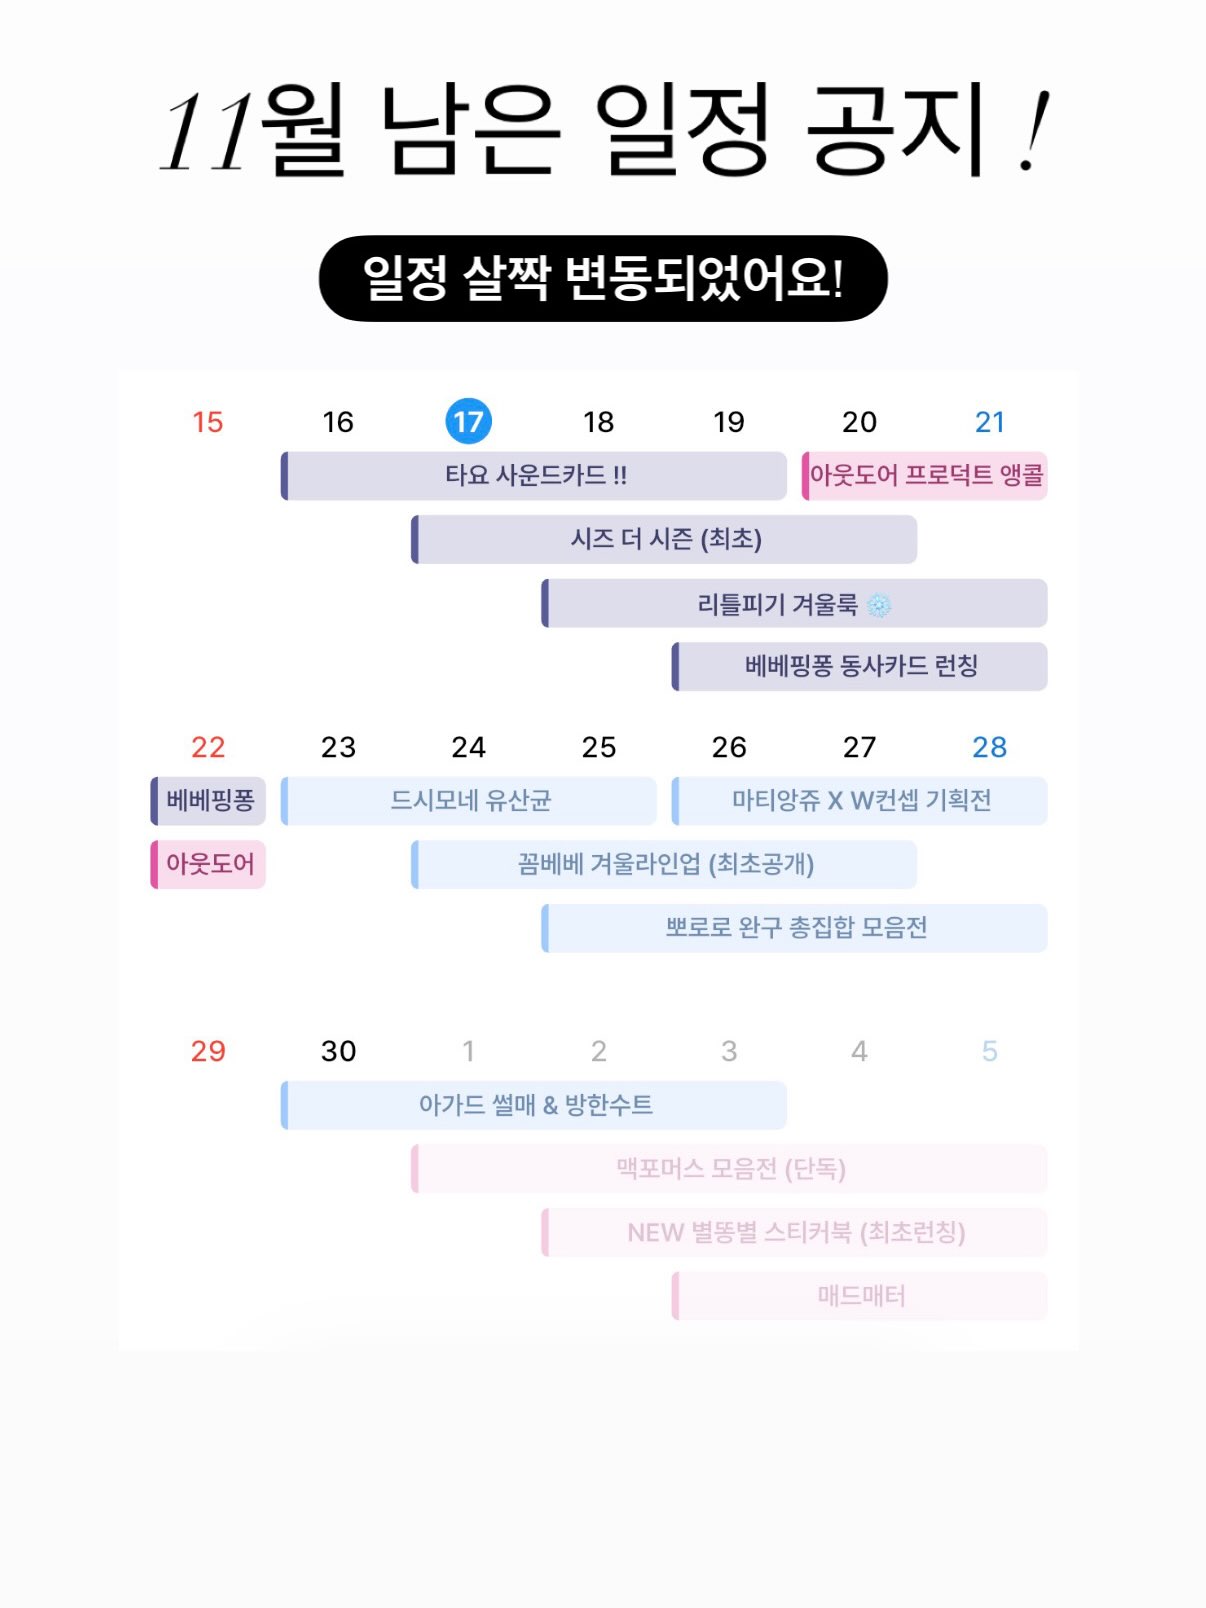 11월 남은 일정 공지 !
일정 살짝 변동되었어요!
15 16 17 18 19 20 21
타요 사운드카드 !! 아웃도어 프로덕트 앵콜
시즈 더 시즌 (최초)
리틀피기 겨울룩 ❄️
베베핑퐁 동사카드 런칭
22 23 24 25 26 27 28
베베핑퐁 드시모네 유산균 마티앙쥬 X W컨셉 기획전
아웃도어 꼼베베 겨울라인업 (최초공개)
뽀로로 완구 총집합 모음전
29 30 1 2 3 4 5
아가드 썰매 & 방한수트
맥포머스 모음전 (단독)
NEW 별똥별 스티커북 (최초런칭)
매드매터